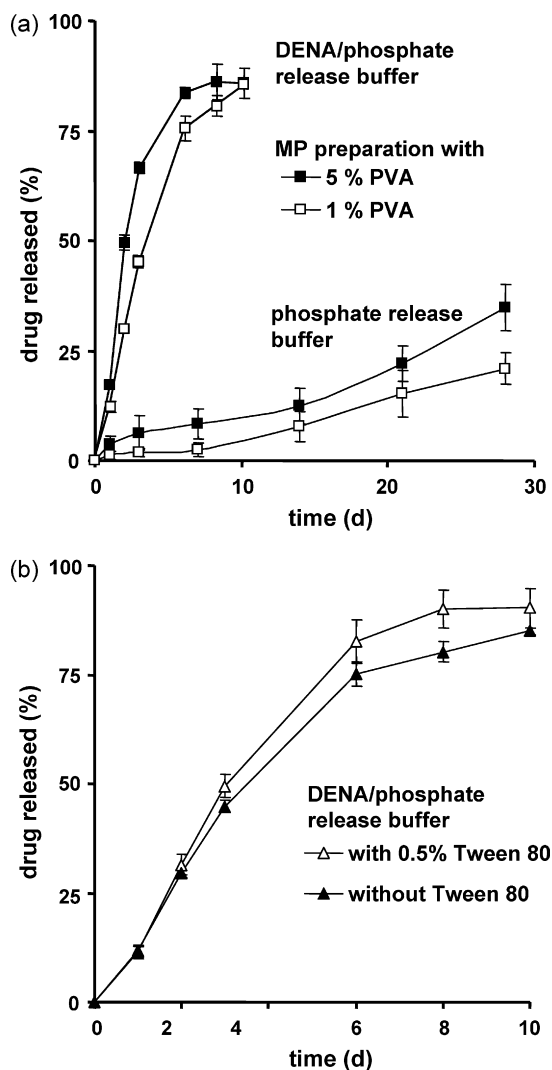 (a)
100
75
50
25
0
drug released (%)
DENA/phosphate
release buffer
MP preparation with
5 % PVA
1 % PVA
phosphate release
buffer
0 10 20 30
time (d)
(b)
100
75
50
25
0
drug released (%)
DENA/phosphate
release buffer
with 0.5% Tween 80
without Tween 80
0 2 4 6 8 10
time (d)